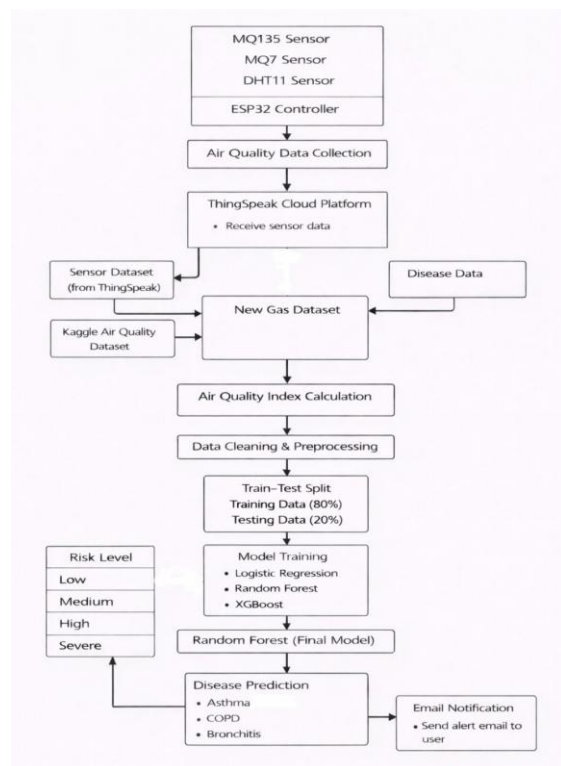 MQ135 Sensor
MQ7 Sensor
DHT11 Sensor
ESP32 Controller
Air Quality Data Collection
ThingSpeak Cloud Platform
• Receive sensor data
Sensor Dataset
(from ThingSpeak)
Disease Data
New Gas Dataset
Kaggle Air Quality
Dataset
Air Quality Index Calculation
Data Cleaning & Preprocessing
Train–Test Split
Training Data (80%)
Testing Data (20%)
Model Training
• Logistic Regression
• Random Forest
• XGBoost
Risk Level
Low
Medium
High
Severe
Random Forest (Final Model)
Disease Prediction
• Asthma
• COPD
• Bronchitis
Email Notification
• Send alert email to
user